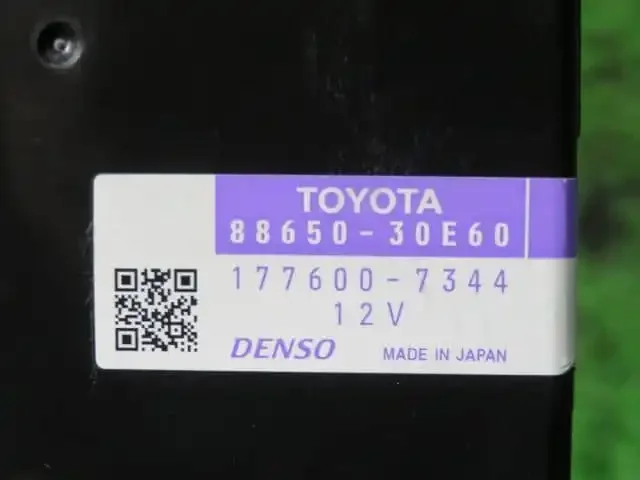 TOYOTA
88650-30E60
177600-7344
12V
DENSO MADE IN JAPAN